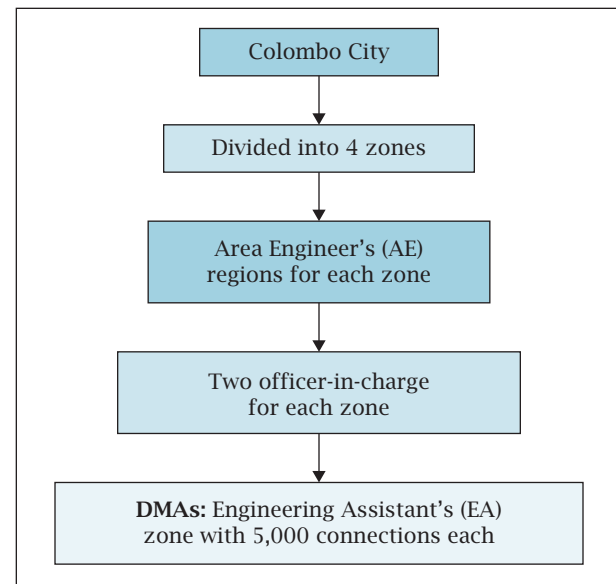 Colombo City
Divided into 4 zones
Area Engineer’s (AE)
regions for each zone
Two officer-in-charge
for each zone
DMAs: Engineering Assistant’s (EA)
zone with 5,000 connections each